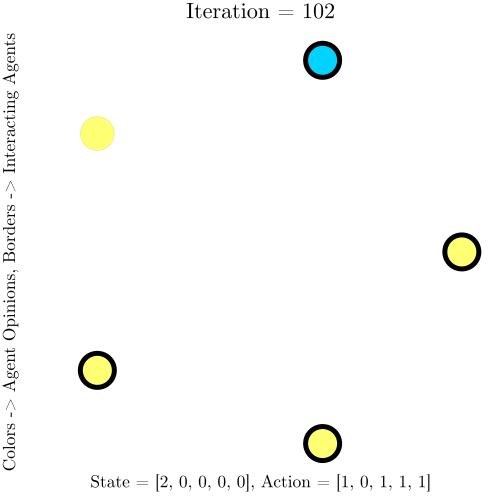 Iteration = 102
Colors -> Agent Opinions, Borders -> Interacting Agents
State = [2, 0, 0, 0, 0], Action = [1, 0, 1, 1, 1]